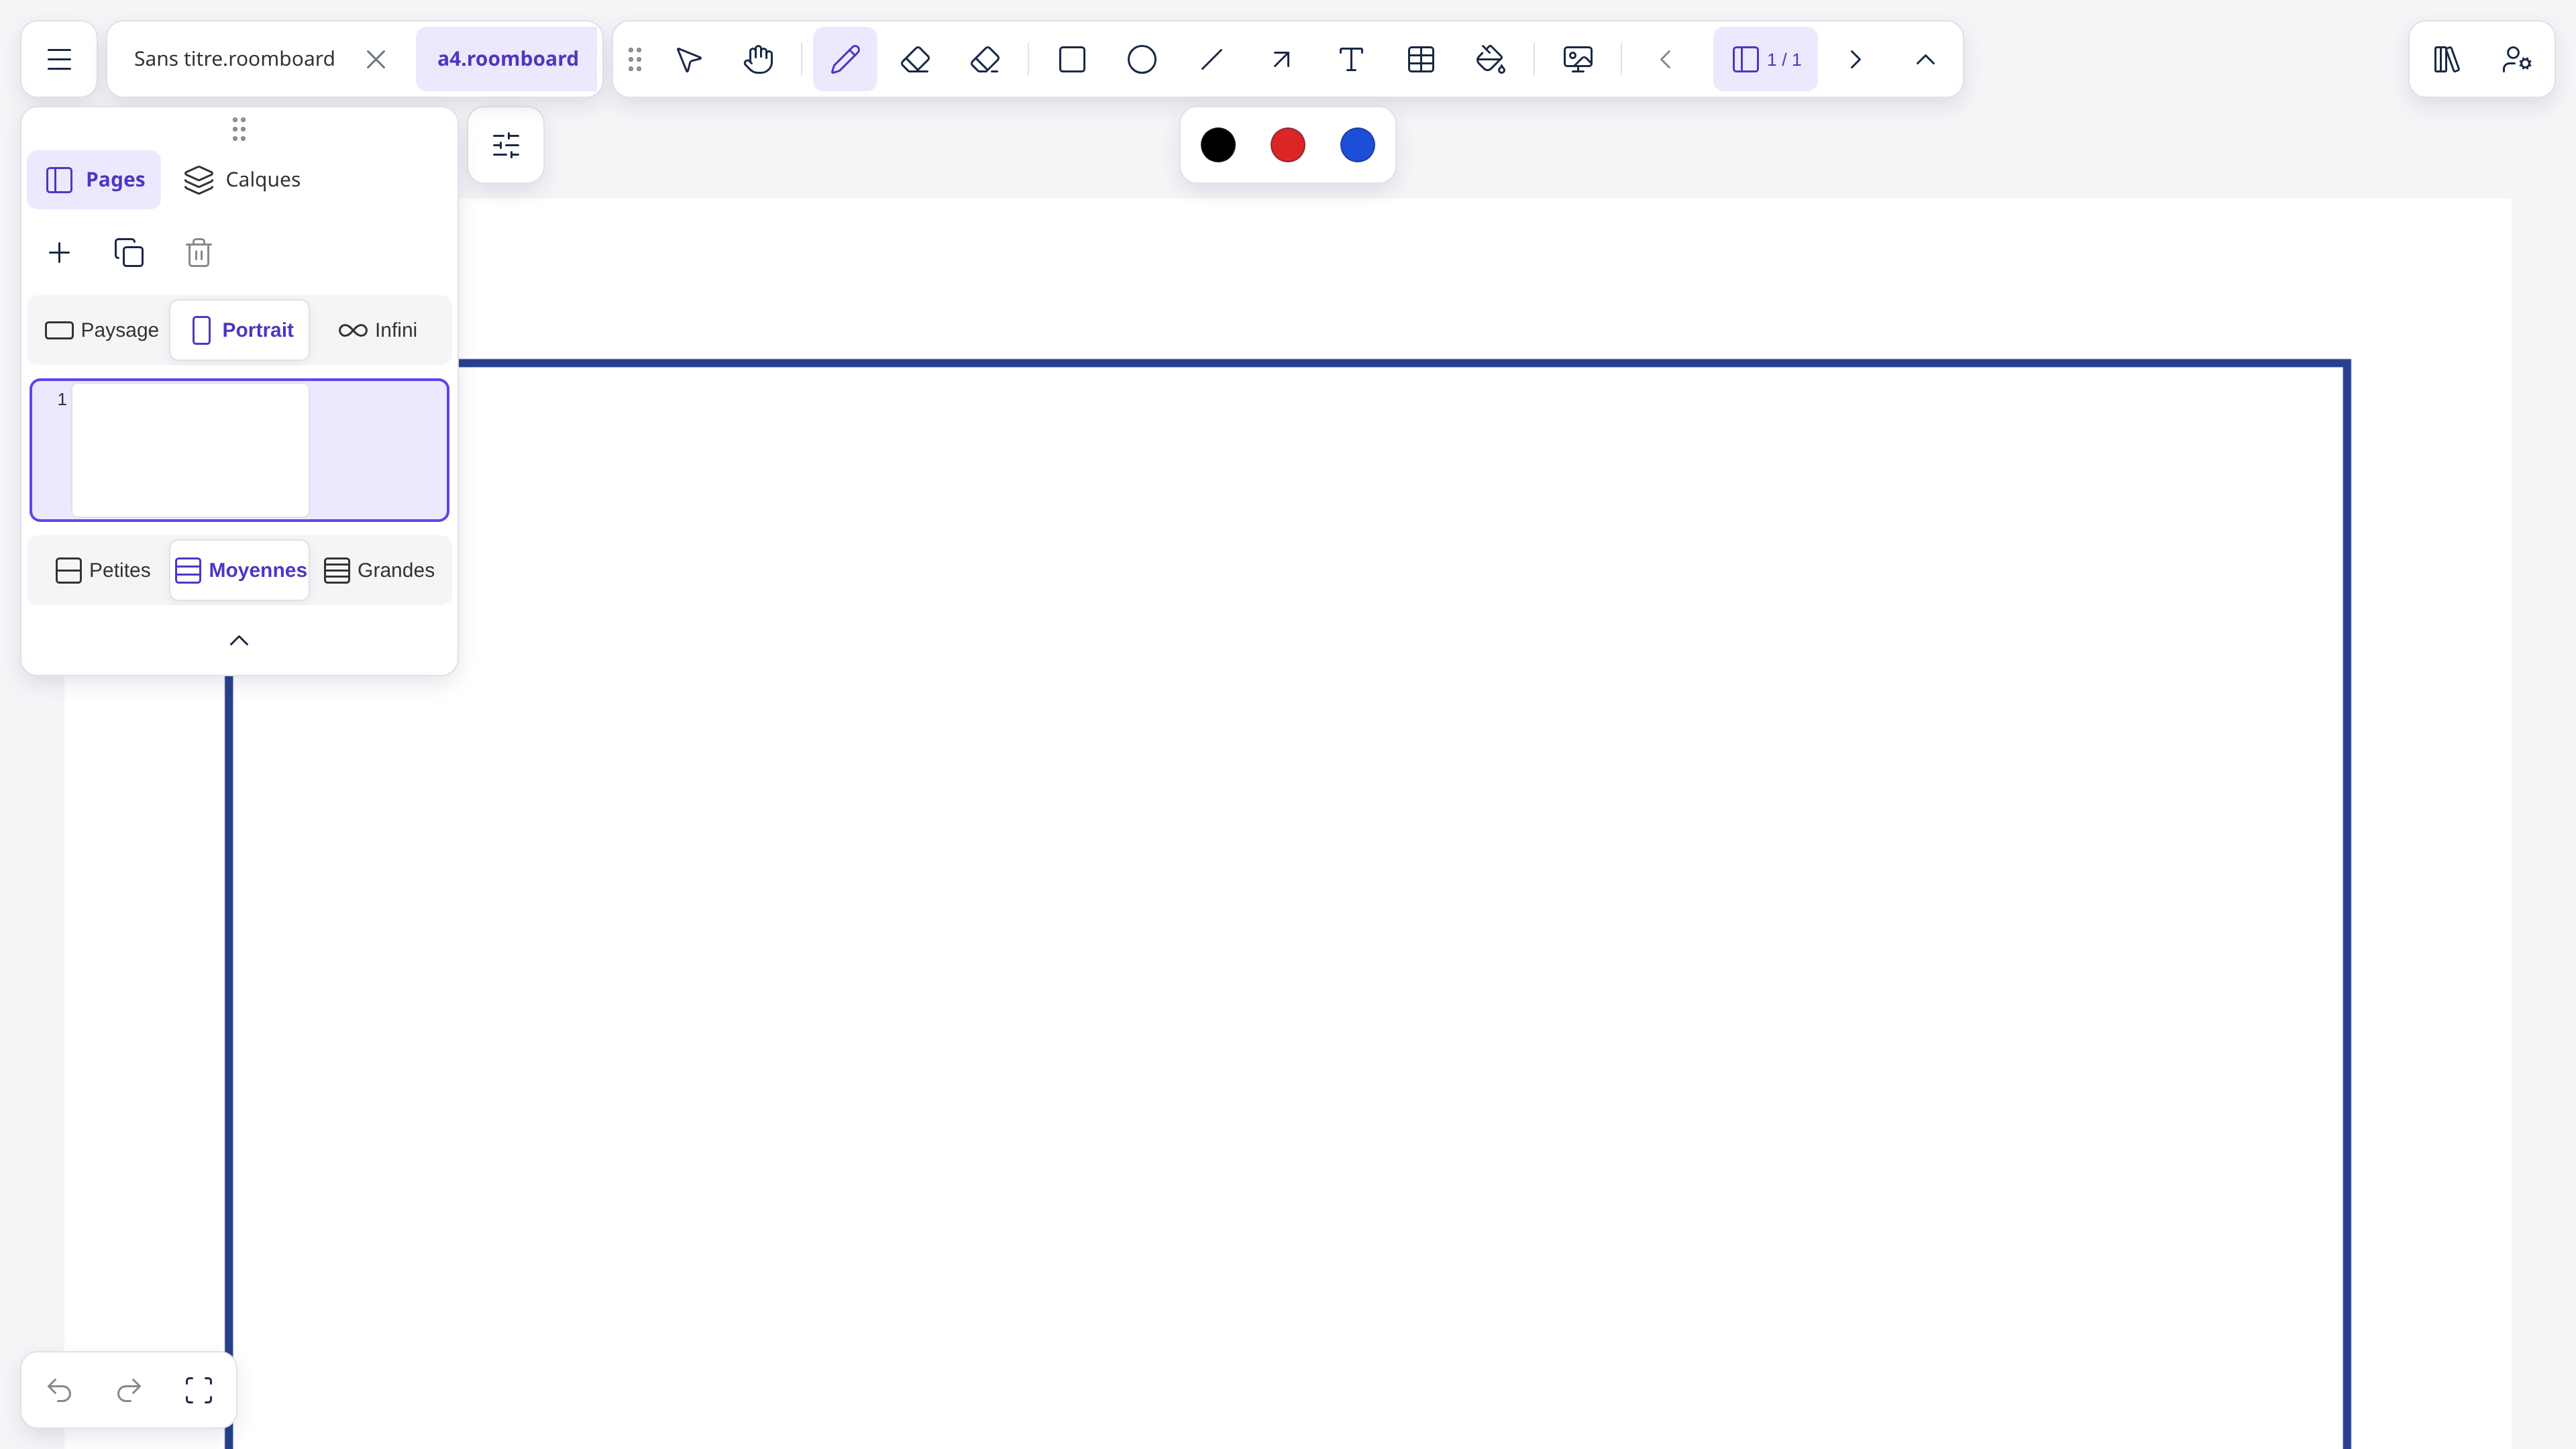 Sans titre.roomboard
a4.roomboard
1 / 1
Pages
Calques
Paysage
Portrait
Infini
1
Petites
Moyennes
Grandes